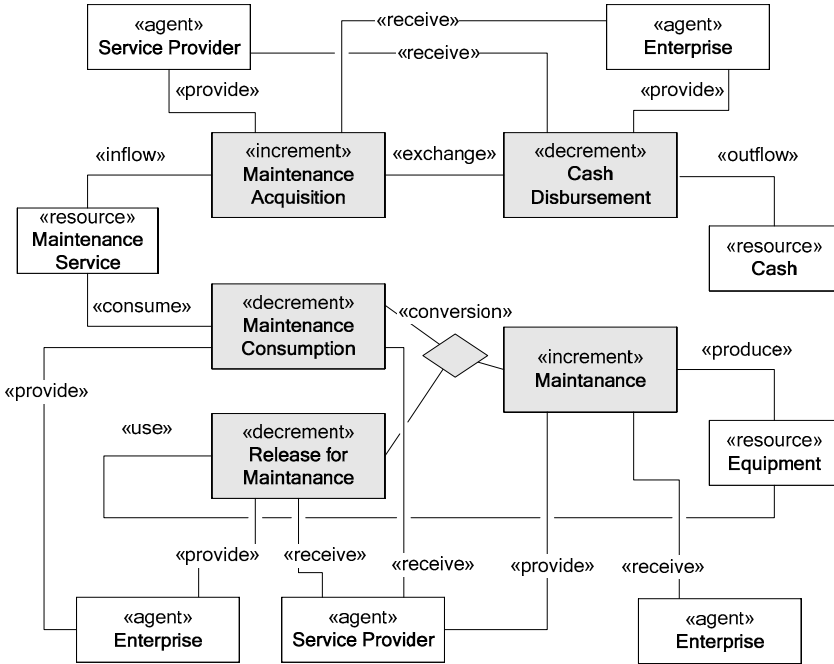 «agent»
Service Provider
«receive»
«agent»
Enterprise
«receive»
«provide»
«provide»
«inflow»
«increment»
Maintenance
Acquisition
«exchange»
«decrement»
Cash
Disbursement
«outflow»
«resource»
Maintenance
Service
«resource»
Cash
«consume»
«decrement»
Maintenance
Consumption
«conversion»
«increment»
Maintanance
«produce»
«provide»
«use»
«decrement»
Release for
Maintanance
«resource»
Equipment
«provide»
«receive»
«receive»
«provide»
«receive»
«agent»
Enterprise
«agent»
Service Provider
«agent»
Enterprise